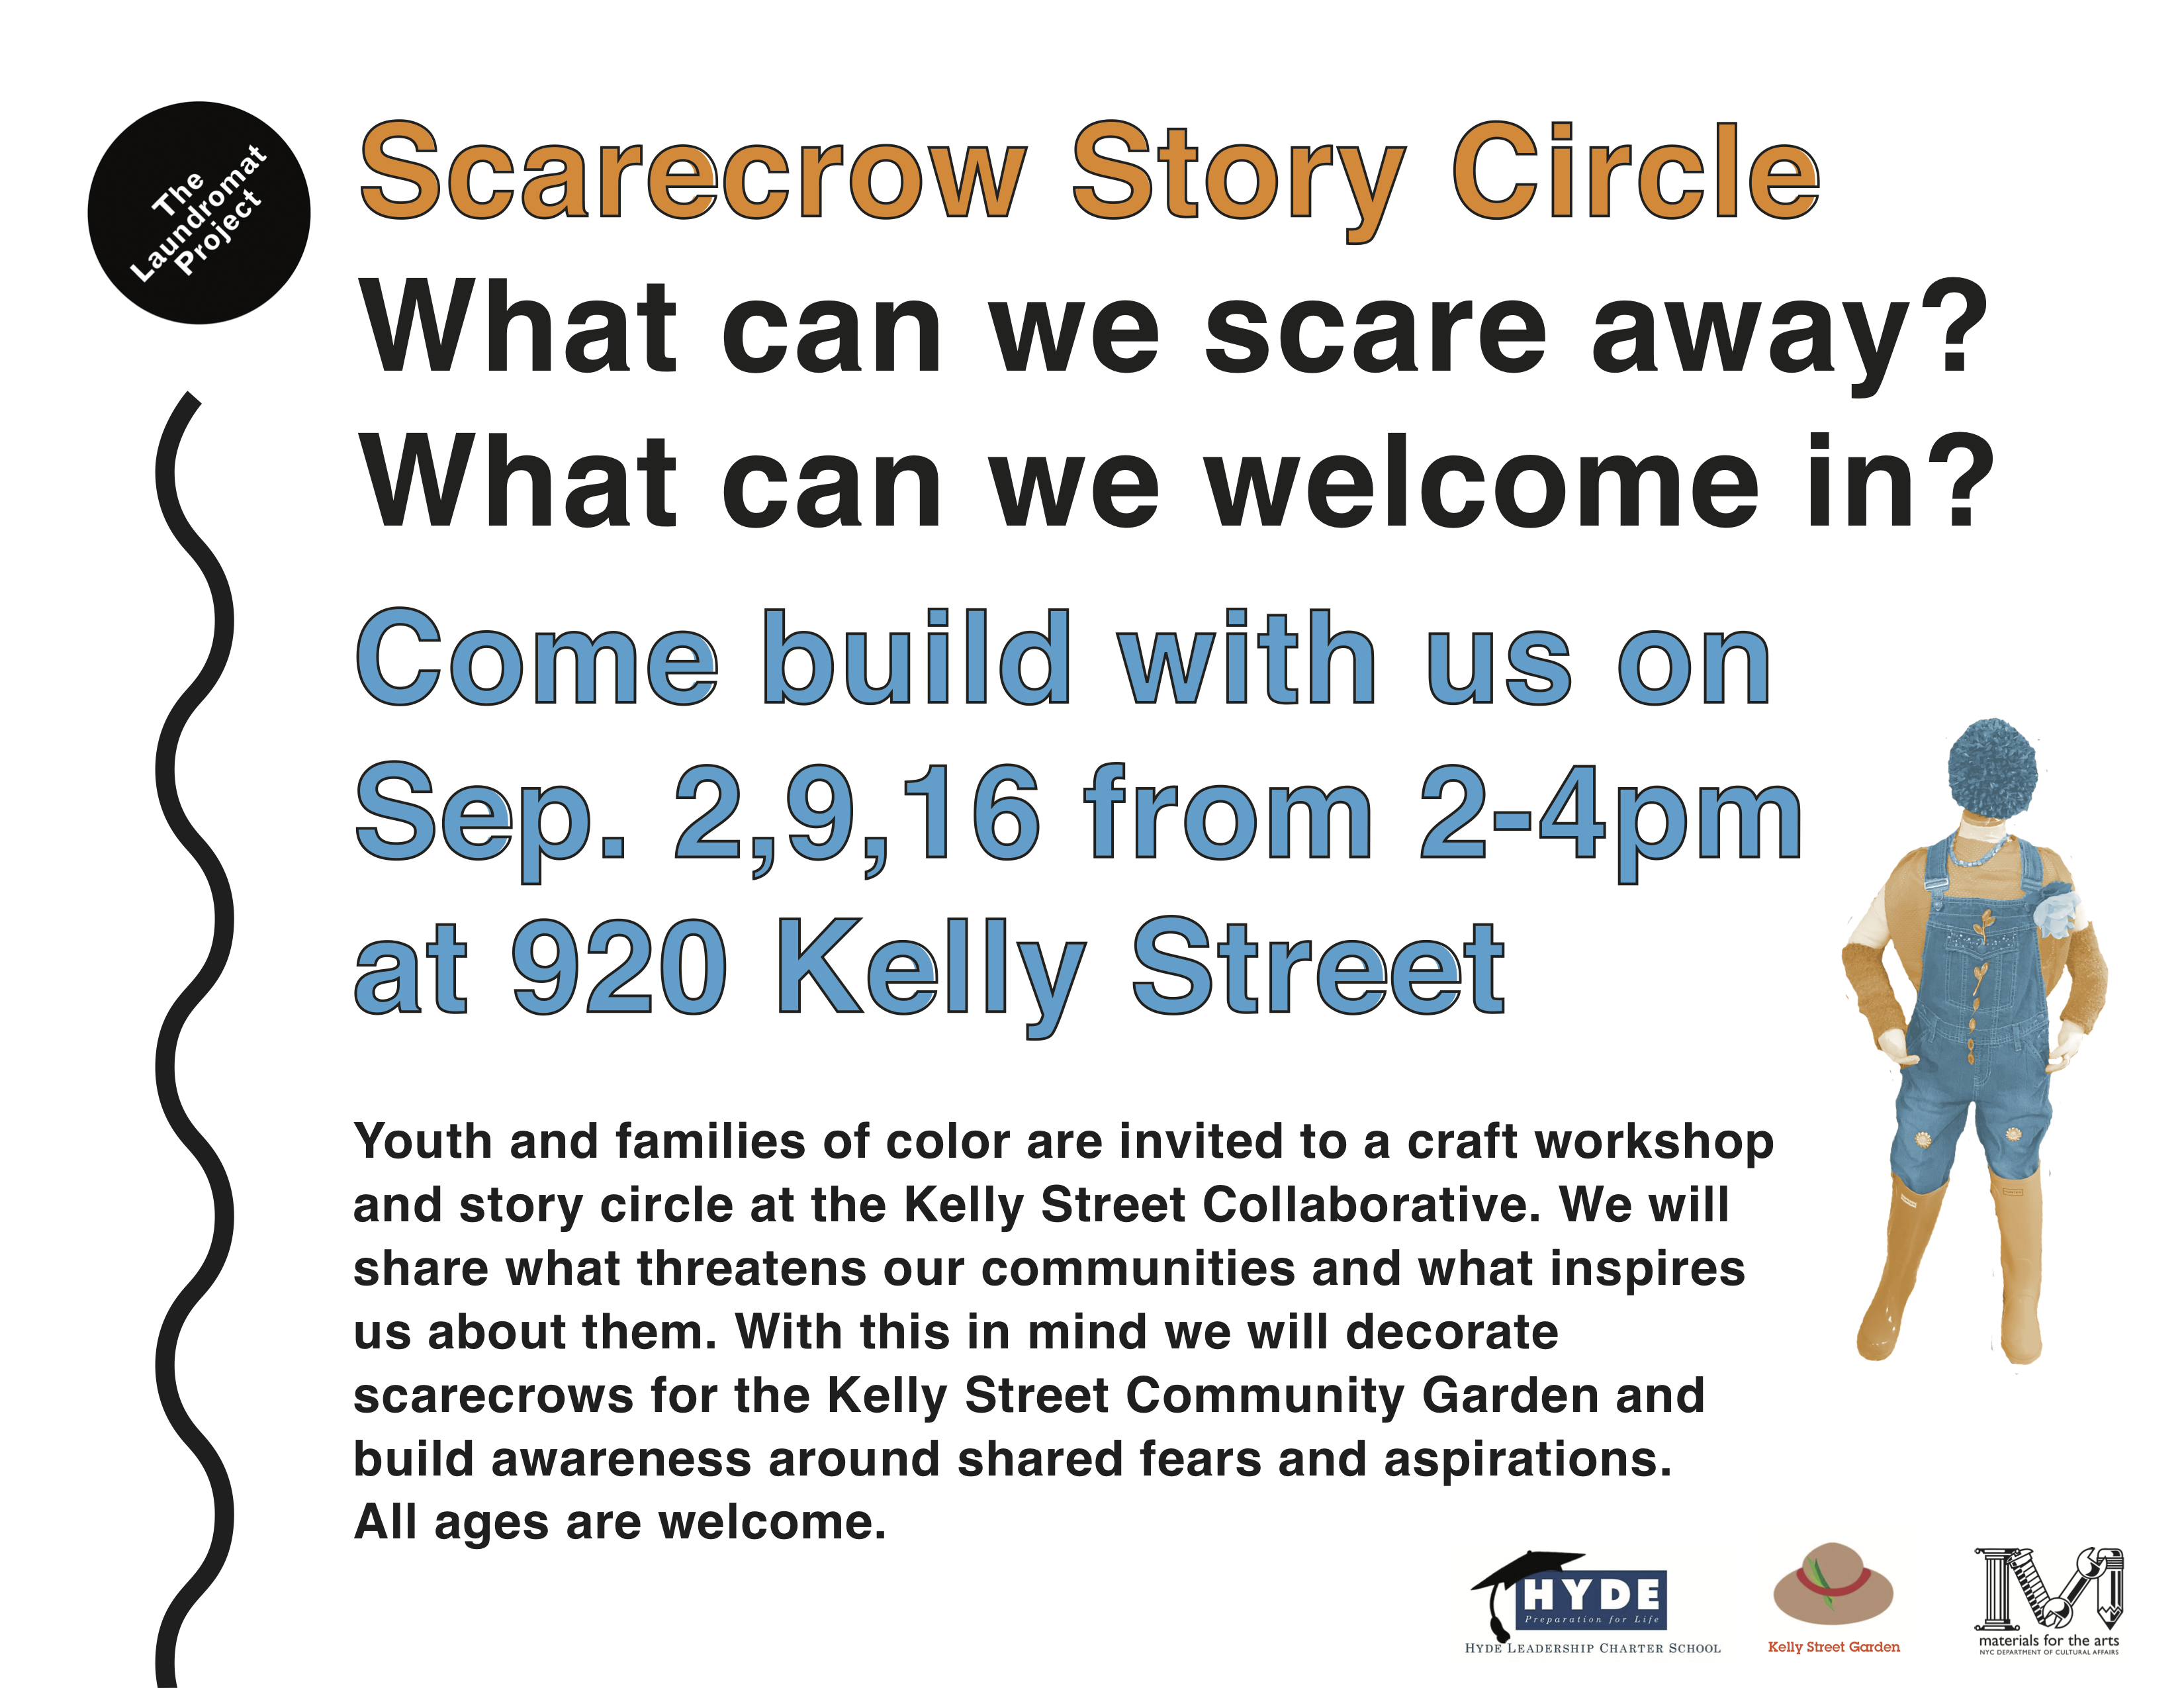 The
Laundromat
Project
Scarecrow Story Circle
What can we scare away?
What can we welcome in?
Come build with us on
Sep. 2,9,16 from 2-4pm
at 920 Kelly Street
Youth and families of color are invited to a craft workshop
and story circle at the Kelly Street Collaborative. We will
share what threatens our communities and what inspires
us about them. With this in mind we will decorate
scarecrows for the Kelly Street Community Garden and
build awareness around shared fears and aspirations.
All ages are welcome.
HYDE
Preparation for Life
HYDE LEADERSHIP CHARTER SCHOOL
Kelly Street Garden
M
materials for the arts
NYC DEPARTMENT OF CULTURAL AFFAIRS